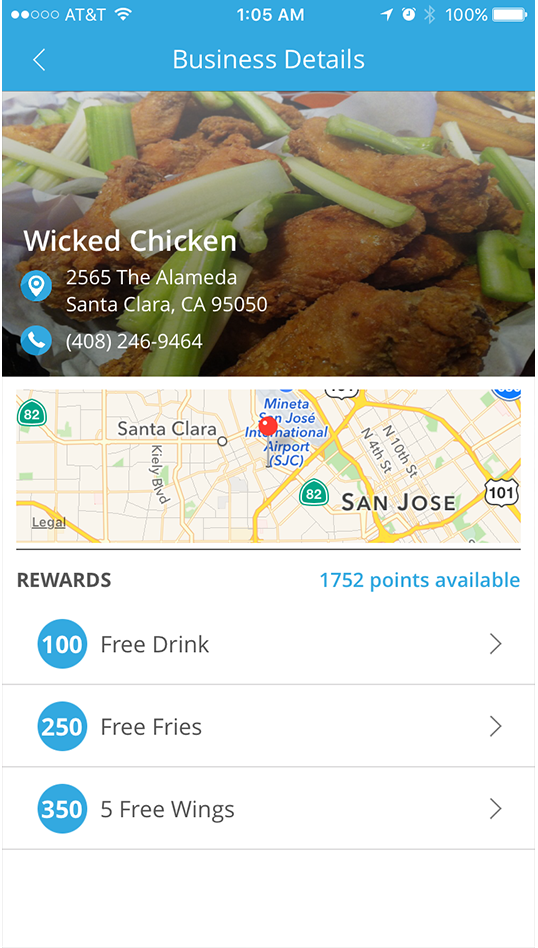 AT&T 1:05 AM 100%
Business Details
Wicked Chicken
2565 The Alameda
Santa Clara, CA 95050
(408) 246-9464
82
Santa Clara
Mineta
San José
International
Airport
(SJC)
Kiely Blvd
N 4th St
N 10th St
82
SAN JOSE
101
Legal
REWARDS 1752 points available
100 Free Drink
250 Free Fries
350 5 Free Wings